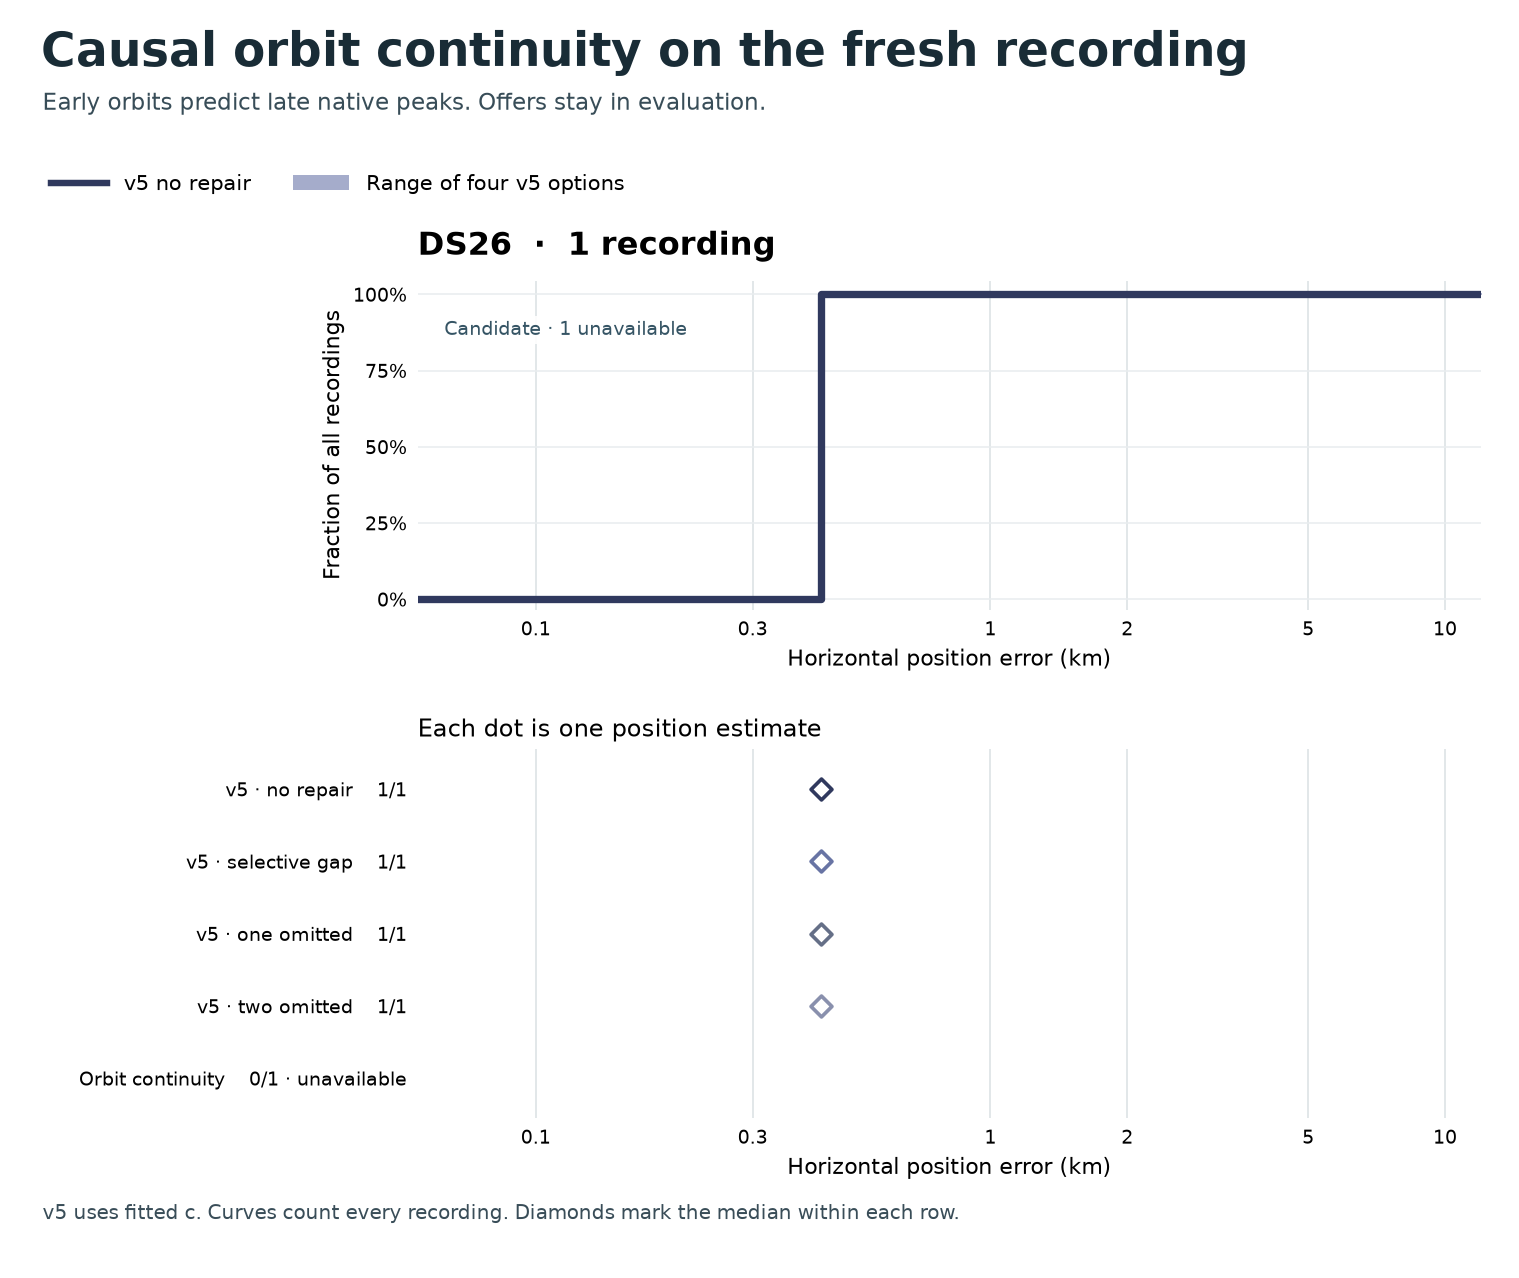 Causal orbit continuity on the fresh recording
Early orbits predict late native peaks. Offers stay in evaluation.
v5 no repair
Range of four v5 options
DS26 · 1 recording
Fraction of all recordings
100%
Candidate · 1 unavailable
75%
50%
25%
0%
0.1 0.3 1 2 5 10
Horizontal position error (km)
Each dot is one position estimate
v5 · no repair 1/1
v5 · selective gap 1/1
v5 · one omitted 1/1
v5 · two omitted 1/1
Orbit continuity 0/1 · unavailable
0.1 0.3 1 2 5 10
Horizontal position error (km)
v5 uses fitted c. Curves count every recording. Diamonds mark the median within each row.